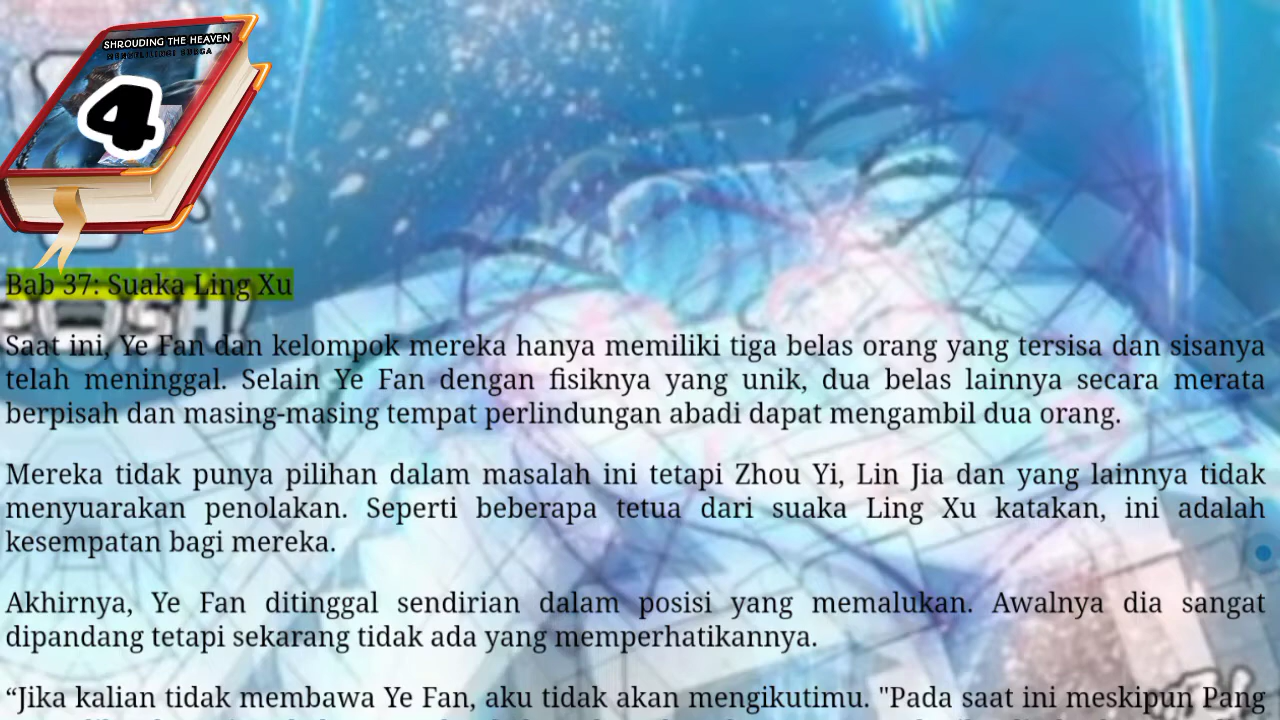 SHROUDING THE HEAVEN
4
Bab 37: Suaka Ling Xu
Saat ini, Ye Fan dan kelompok mereka hanya memiliki tiga belas orang yang tersisa dan sisanya
telah meninggal. Selain Ye Fan dengan fisiknya yang unik, dua belas lainnya secara merata
berpisah dan masing-masing tempat perlindungan abadi dapat mengambil dua orang.
Mereka tidak punya pilihan dalam masalah ini tetapi Zhou Yi, Lin Jia dan yang lainnya tidak
menyuarakan penolakan. Seperti beberapa tetua dari suaka Ling Xu katakan, ini adalah
kesempatan bagi mereka.
Akhirnya, Ye Fan ditinggal sendirian dalam posisi yang memalukan. Awalnya dia sangat
dipandang tetapi sekarang tidak ada yang memperhatikannya.
“Jika kalian tidak membawa Ye Fan, aku tidak akan mengikutimu. "Pada saat ini meskipun Pang